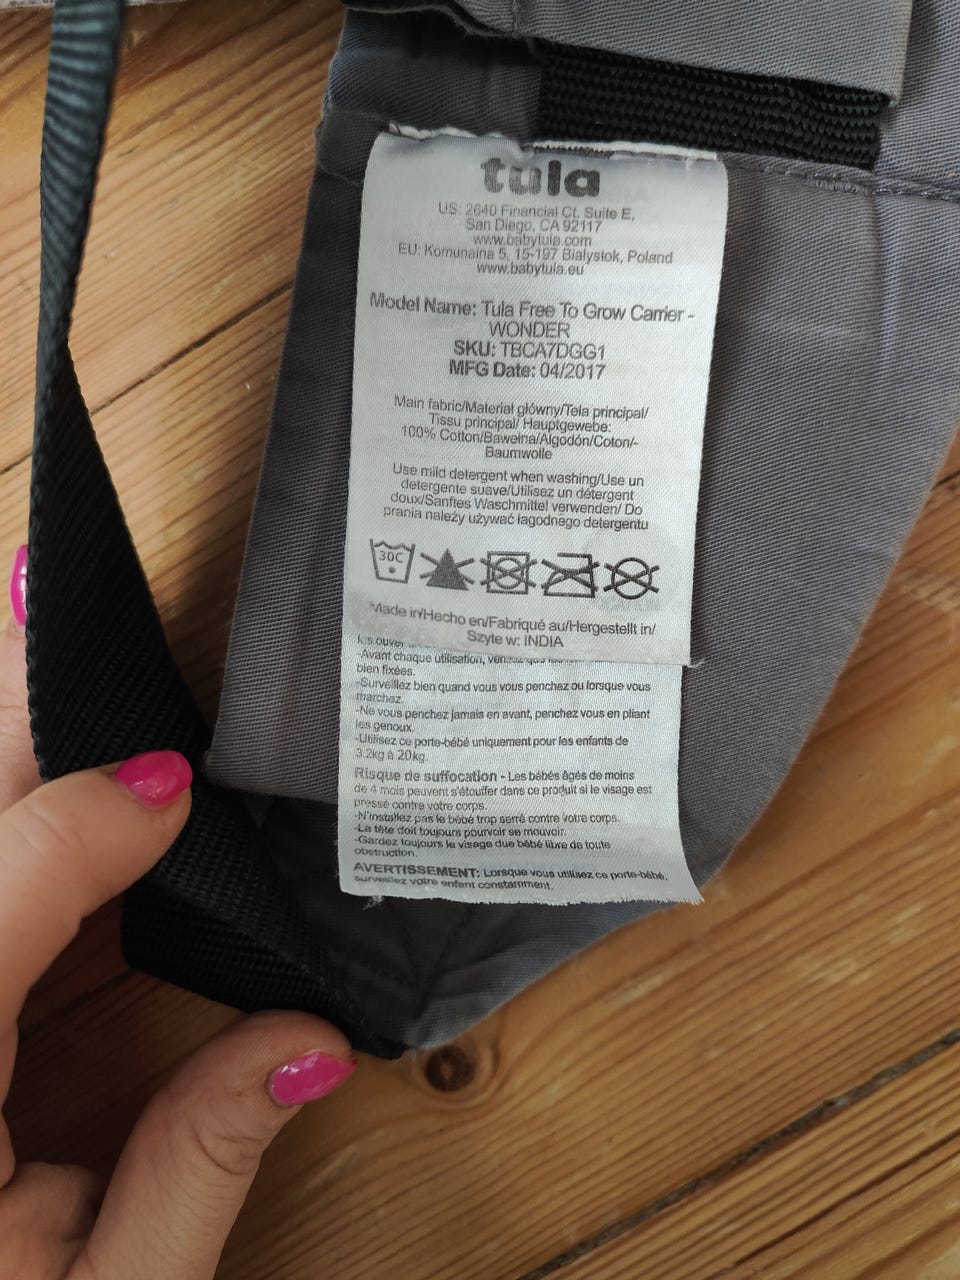 tula
US: 2640 Financial Ct. Suite E,
San Diego, CA 92117
www.babytula.com
EU: Komunalna 5, 15-197 Bialystok, Poland
www.babytula.eu
Model Name: Tula Free To Grow Carrier -
WONDER
SKU: TBCA7DGG1
MFG Date: 04/2017
Main fabric/Materiał główny/Tela principal/
Tissu principal/ Hauptgewebe:
100% Cotton/Bawełna/Algodón/Coton/-
Baumwolle
Use mild detergent when washing/Use un
detergente suave/Utilisez un détergent
doux/Sanftes Waschmittel verwenden/ Do
prania należy używać łagodnego detergentu
30C
Made in/Hecho en/Fabriqué au/Hergestellt in/
Szyte w: INDIA
les
-Avant chaque utilisation,
bien fixées.
-Surveillez bien quand vous vous penchez ou lorsque vous
marchez.
-Ne vous penchez jamais en avant, penchez vous en pliant
les genoux.
-Utilisez ce porte-bébé uniquement pour les enfants de
3.2kg à 20kg.
Risque de suffocation - Les bébés âgés de moins
de 4 mois peuvent s'étouffer dans ce produit si le visage est
pressé contre votre corps.
-N'installez pas le bébé trop serré contre votre corps.
-La tête doit toujours pourvoir se mouvoir.
-Gardez toujours le visage due bébé libre de toute
obstruction.
AVERTISSEMENT: Lorsque vous utilisez ce porte-bébé,
surveillez votre enfant constamment.